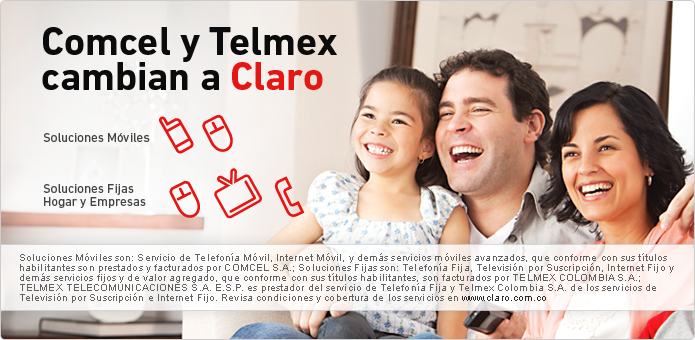 Comcel y Telmex
cambian a Claro
Soluciones Móviles
Soluciones Fijas
Hogar y Empresas
Soluciones Móviles son: Servicio de Telefonía Móvil, Internet Móvil, y demás servicios móviles avanzados, que conforme con sus títulos
habilitantes son prestados y facturados por COMCEL S.A.; Soluciones Fijas son: Telefonía Fija, Televisión por Suscripción, Internet Fijo y
demás servicios fijos y de valor agregado, que conforme con sus títulos habilitantes, son facturados por TELMEX COLOMBIA S.A.;
TELMEX TELECOMUNICACIONES S.A. E.S.P. es prestador del servicio de Telefonía Fija y Telmex Colombia S.A. de los servicios de
Televisión por Suscripción e Internet Fijo. Revisa condiciones y cobertura de los servicios en www.claro.com.co